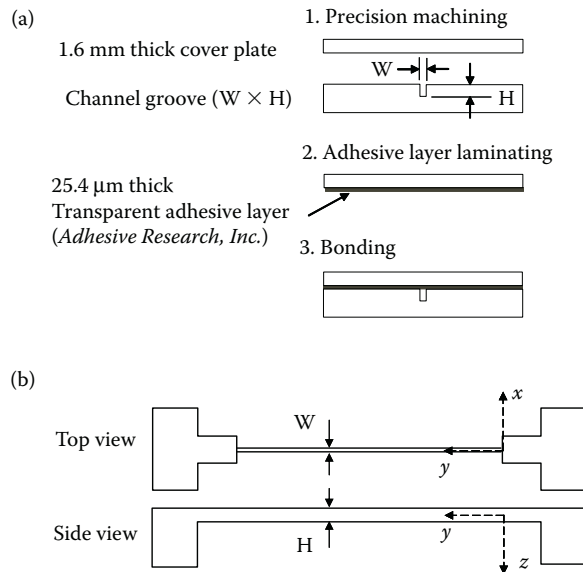 (a)
1. Precision machining
1.6 mm thick cover plate
W
Channel groove (W × H)
H
2. Adhesive layer laminating
25.4 μm thick
Transparent adhesive layer
(Adhesive Research, Inc.)
3. Bonding
(b)
x
W
Top view
y
Side view
y
H
z